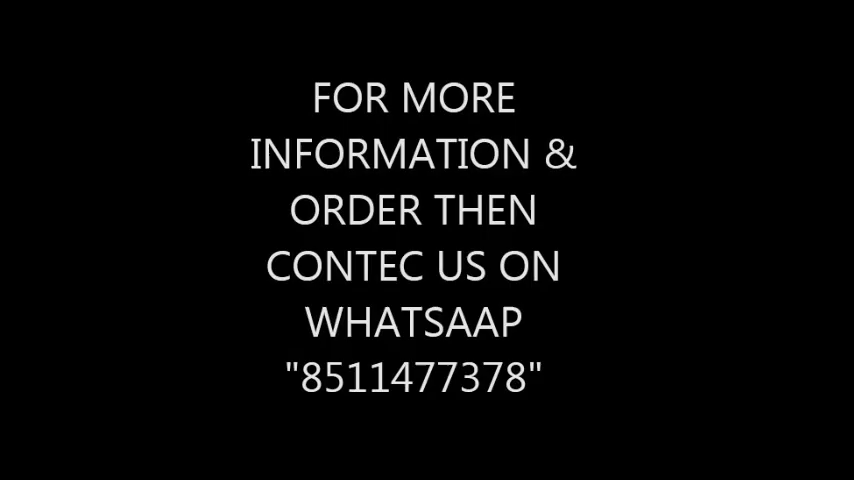 FOR MORE
INFORMATION &
ORDER THEN
CONTEC US ON
WHATSAAP
"8511477378"